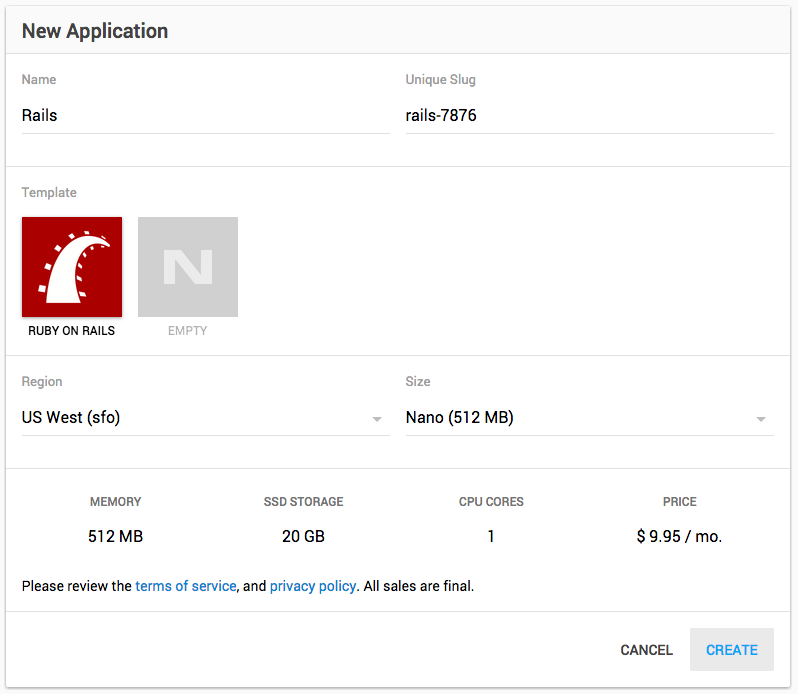 New Application
Name
Unique Slug
Rails
rails-7876
Template
N
RUBY ON RAILS
EMPTY
Region
Size
US West (sfo)
Nano (512 MB)
MEMORY
SSD STORAGE
CPU CORES
PRICE
512 MB
20 GB
1
$ 9.95 / mo.
Please review the terms of service, and privacy policy. All sales are final.
CANCEL
CREATE